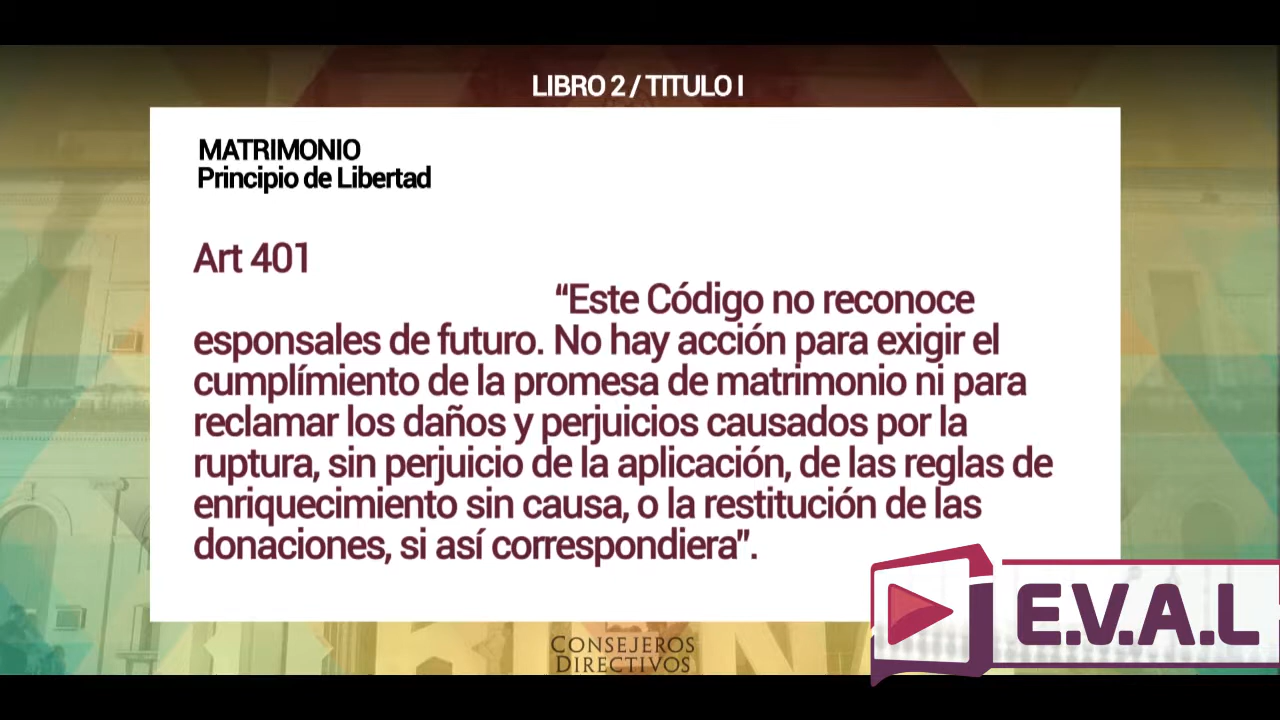 LIBRO 2 / TITULO I
MATRIMONIO
Principio de Libertad
Art 401
“Este Código no reconoce
esponsales de futuro. No hay acción para exigir el
cumplímiento de la promesa de matrimonio ni para
reclamar los daños y perjuicios causados por la
ruptura, sin perjuicio de la aplicación, de las reglas de
enriquecimiento sin causa, o la restitución de las
donaciones, si así correspondiera”.
CONSEJEROS
DIRECTIVOS
E.V.A.L